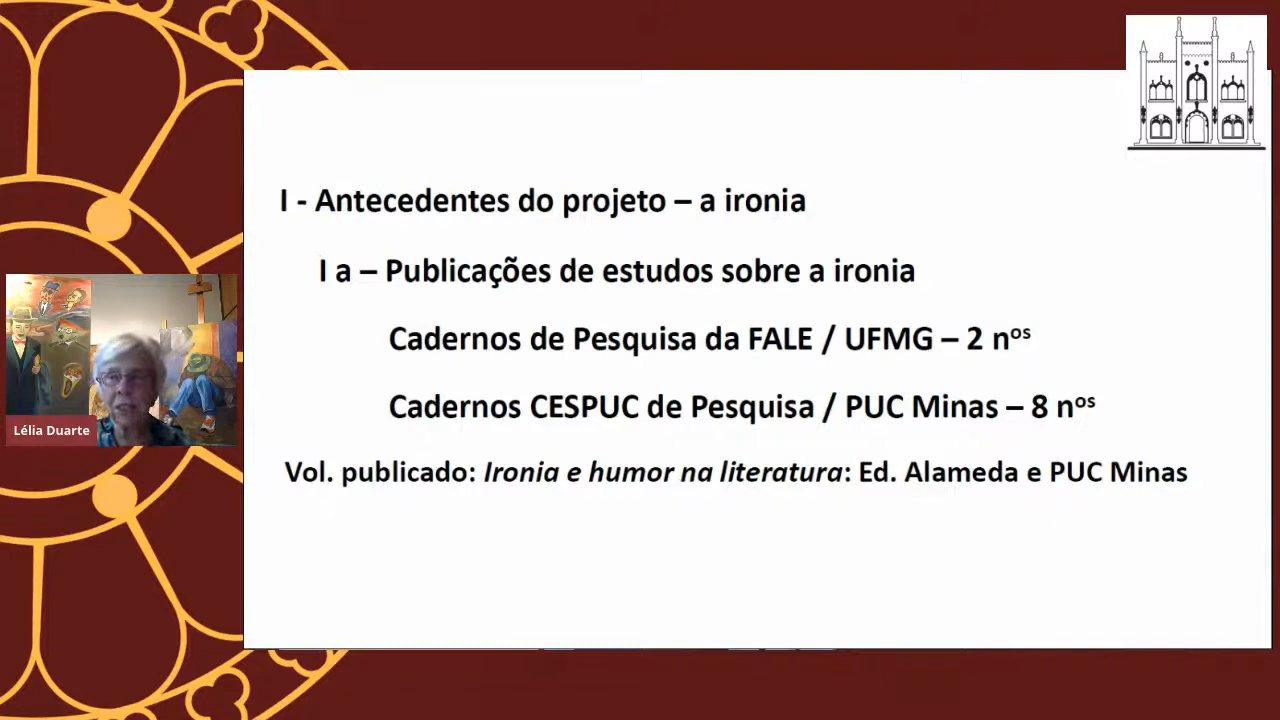 I - Antecedentes do projeto – a ironia
I a – Publicações de estudos sobre a ironia
Cadernos de Pesquisa da FALE / UFMG – 2 nos
Cadernos CESPUC de Pesquisa / PUC Minas – 8 nos
Lélia Duarte
Vol. publicado: Ironia e humor na literatura: Ed. Alameda e PUC Minas